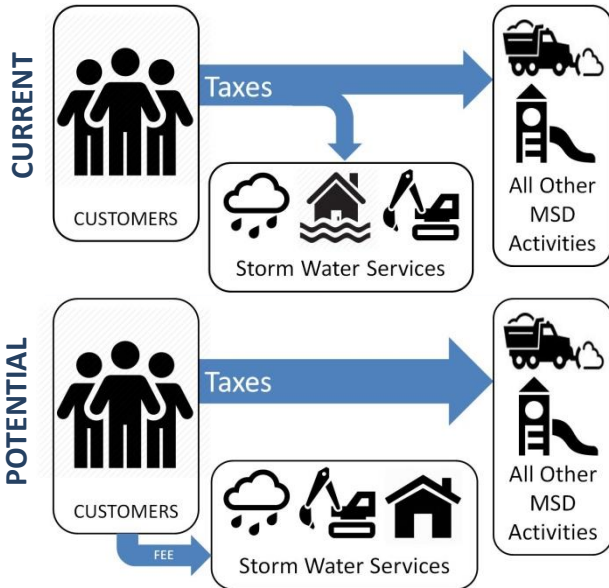 CURRENT
Taxes
CUSTOMERS
Storm Water Services
All Other
MSD
Activities
POTENTIAL
Taxes
CUSTOMERS
FEE
Storm Water Services
All Other
MSD
Activities